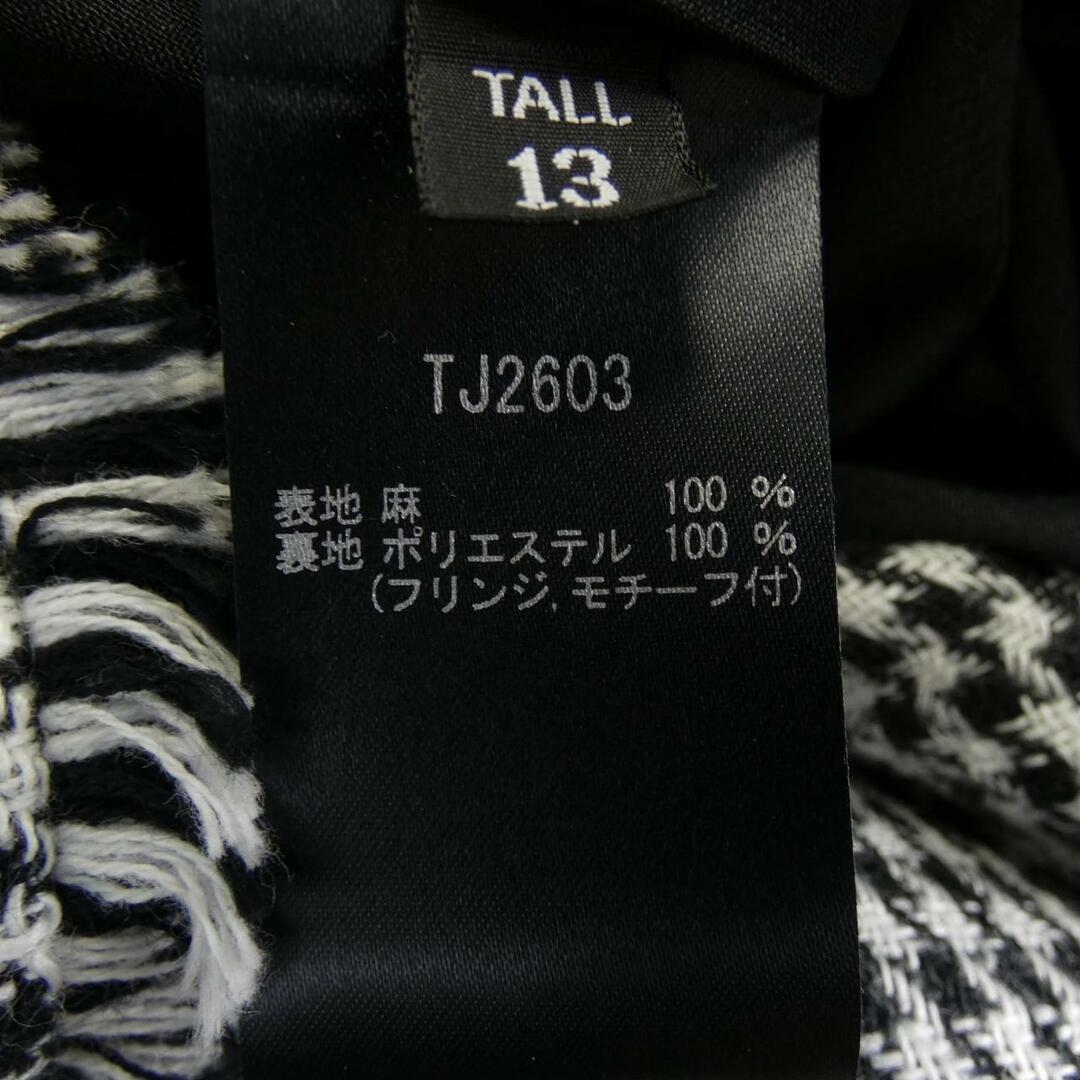 TALL
13
TJ2603
表地 麻 100 %
裏地 ポリエステル 100 %
(フリンジ,モチーフ付)